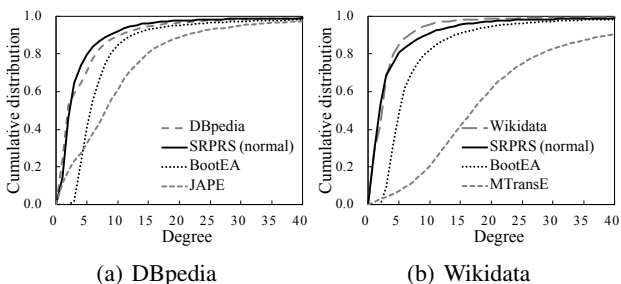 Cumulative distribution
1.0
0.8
0.6
0.4
0.2
0.0
DBpedia
SRPRS (normal)
BootEA
JAPE
0 5 10 15 20 25 30 35 40
Degree
(a) DBpedia
Cumulative distribution
1.0
0.8
0.6
0.4
0.2
0.0
Wikidata
SRPRS (normal)
BootEA
MTransE
0 5 10 15 20 25 30 35 40
Degree
(b) Wikidata